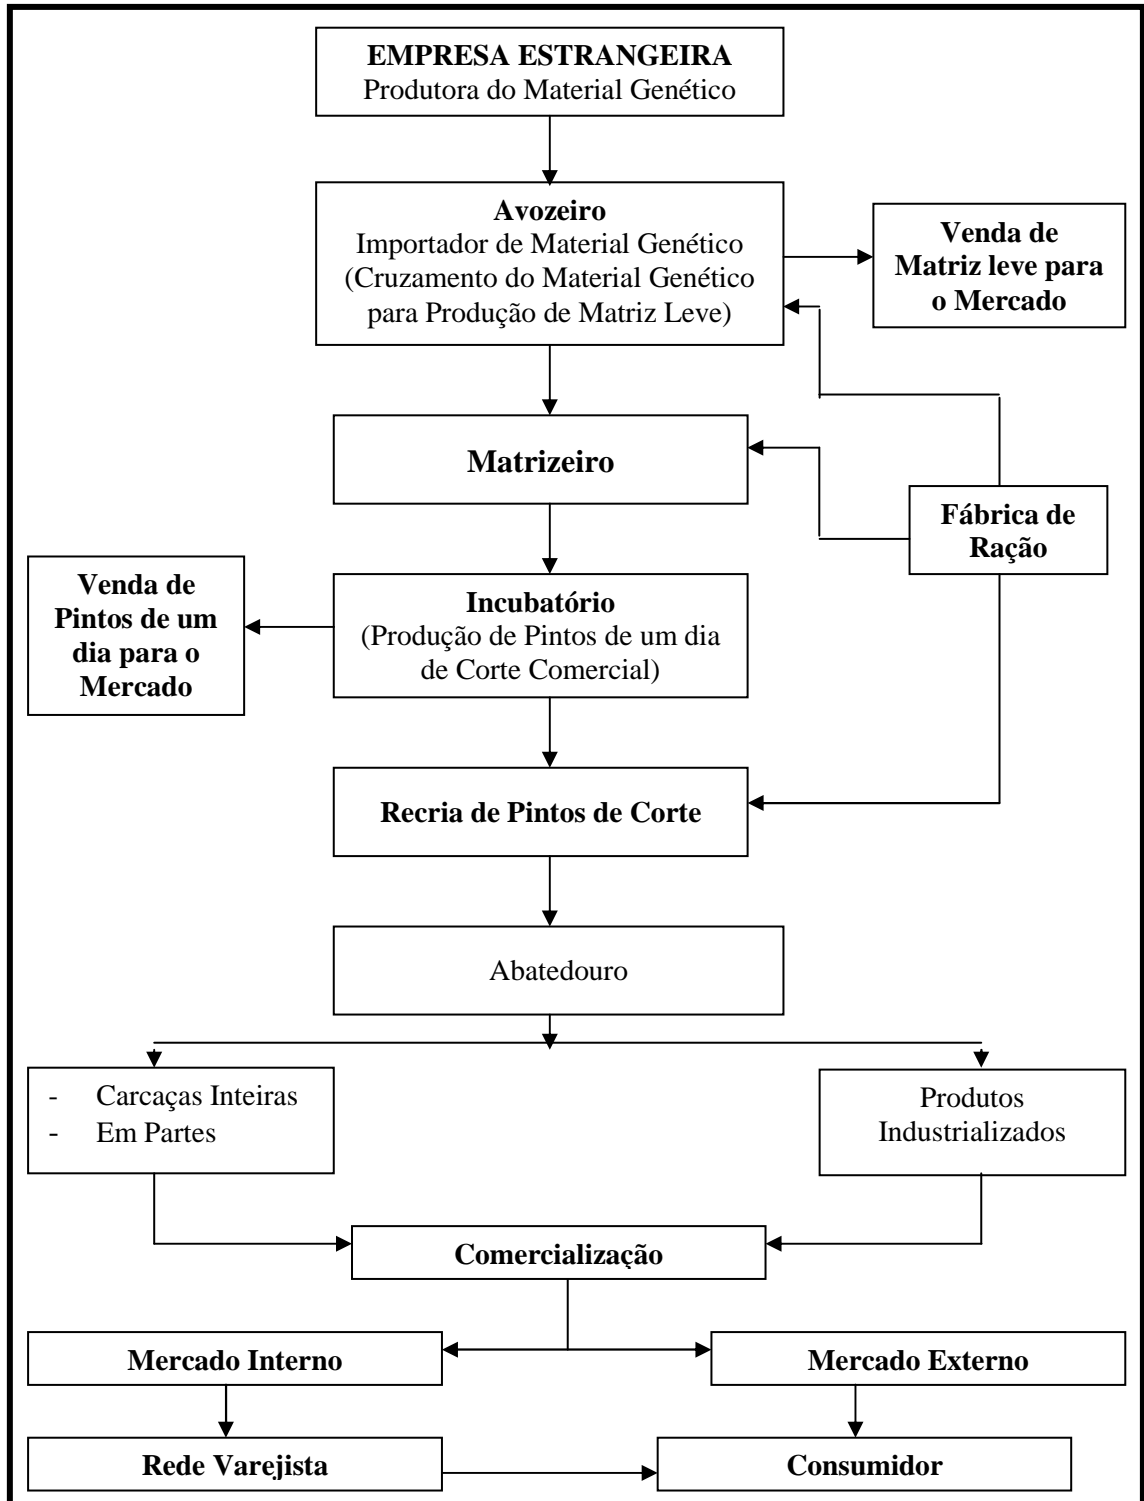 EMPRESA ESTRANGEIRA
Produtora do Material Genético
Avozeiro
Importador de Material Genético
(Cruzamento do Material Genético
para Produção de Matriz Leve)
Venda de
Matriz leve para
o Mercado
Matrizeiro
Fábrica de
Ração
Venda de
Pintos de um
dia para o
Mercado
Incubatório
(Produção de Pintos de um dia
de Corte Comercial)
Recria de Pintos de Corte
Abatedouro
- Carcaças Inteiras
- Em Partes
Produtos
Industrializados
Comercialização
Mercado Interno
Mercado Externo
Rede Varejista
Consumidor